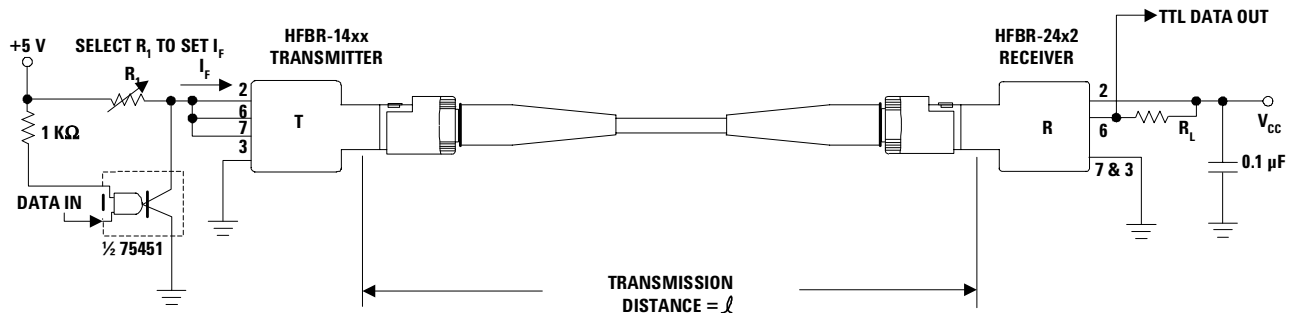 +5 V
SELECT R1 TO SET IF
R1
IF
1 KΩ
DATA IN
½ 75451
HFBR-14xx
TRANSMITTER
2
6
7
3
T
TRANSMISSION
DISTANCE = ℓ
HFBR-24x2
RECEIVER
R
2
6
7 & 3
TTL DATA OUT
RL
VCC
0.1 µF